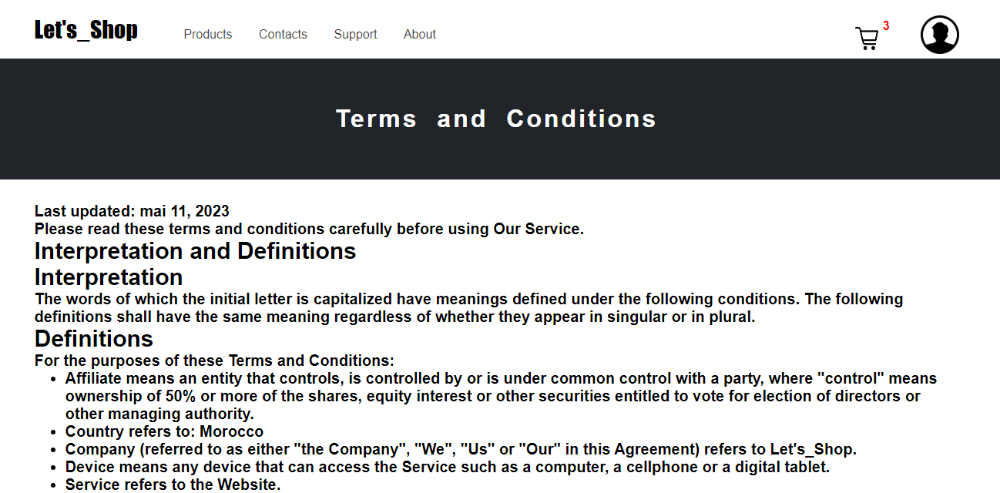 Let's_Shop
Products
Contacts
Support
About
3
Terms and Conditions
Last updated: mai 11, 2023
Please read these terms and conditions carefully before using Our Service.
Interpretation and Definitions
Interpretation
The words of which the initial letter is capitalized have meanings defined under the following conditions. The following
definitions shall have the same meaning regardless of whether they appear in singular or in plural.
Definitions
For the purposes of these Terms and Conditions:
• Affiliate means an entity that controls, is controlled by or is under common control with a party, where "control" means
ownership of 50% or more of the shares, equity interest or other securities entitled to vote for election of directors or
other managing authority.
• Country refers to: Morocco
• Company (referred to as either "the Company", "We", "Us" or "Our" in this Agreement) refers to Let's_Shop.
• Device means any device that can access the Service such as a computer, a cellphone or a digital tablet.
• Service refers to the Website.